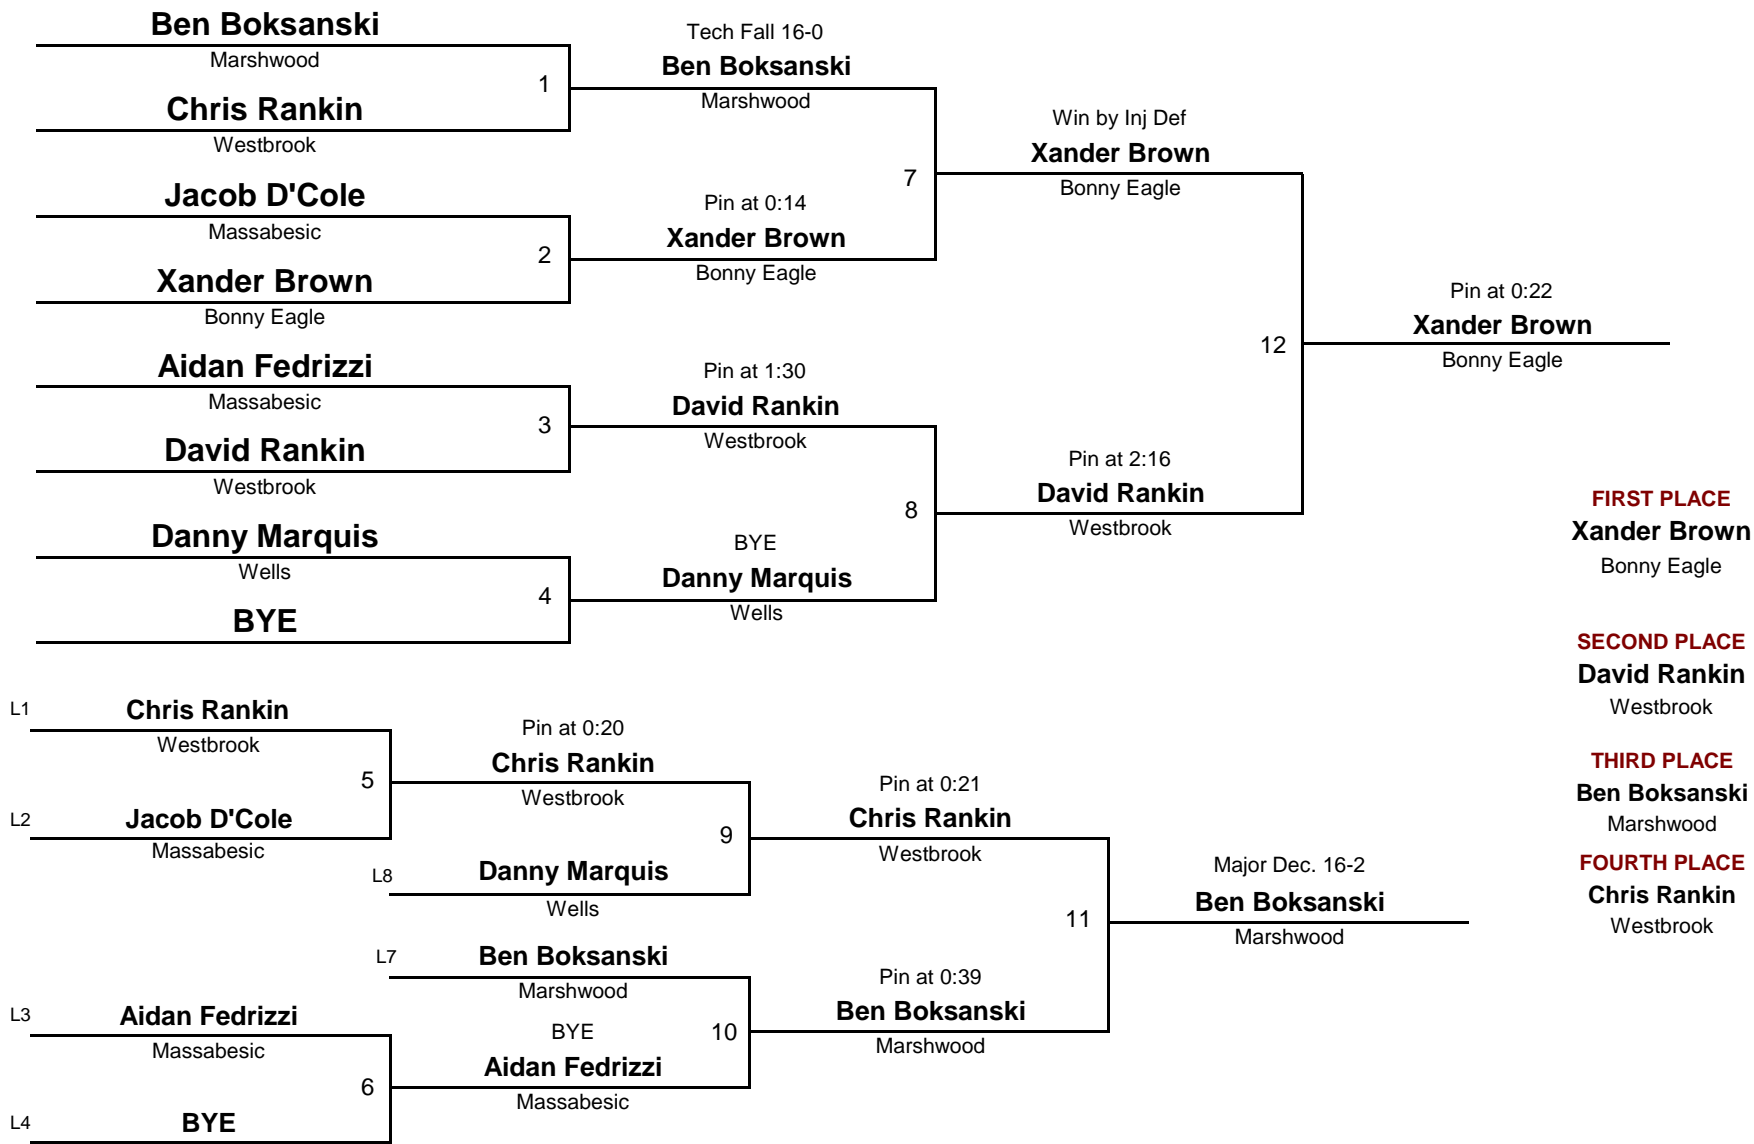 Ben Boksanski
Marshwood
1
Chris Rankin
Westbrook
Jacob D'Cole
Massabesic
2
Xander Brown
Bonny Eagle
Aidan Fedrizzi
Massabesic
3
David Rankin
Westbrook
Danny Marquis
Wells
4
BYE
Tech Fall 16-0
Ben Boksanski
Marshwood
7
Pin at 0:14
Xander Brown
Bonny Eagle
Pin at 1:30
David Rankin
Westbrook
8
BYE
Danny Marquis
Wells
Win by Inj Def
Xander Brown
Bonny Eagle
12
Pin at 2:16
David Rankin
Westbrook
Pin at 0:22
Xander Brown
Bonny Eagle
FIRST PLACE
Xander Brown
Bonny Eagle
SECOND PLACE
David Rankin
Westbrook
THIRD PLACE
Ben Boksanski
Marshwood
FOURTH PLACE
Chris Rankin
Westbrook
L1 Chris Rankin
Westbrook
5
L2 Jacob D'Cole
Massabesic
Pin at 0:20
Chris Rankin
Westbrook
9
L8 Danny Marquis
Wells
L7 Ben Boksanski
Marshwood
BYE
10
Aidan Fedrizzi
Massabesic
L3 Aidan Fedrizzi
Massabesic
6
L4 BYE
Pin at 0:21
Chris Rankin
Westbrook
11
Pin at 0:39
Ben Boksanski
Marshwood
Major Dec. 16-2
Ben Boksanski
Marshwood